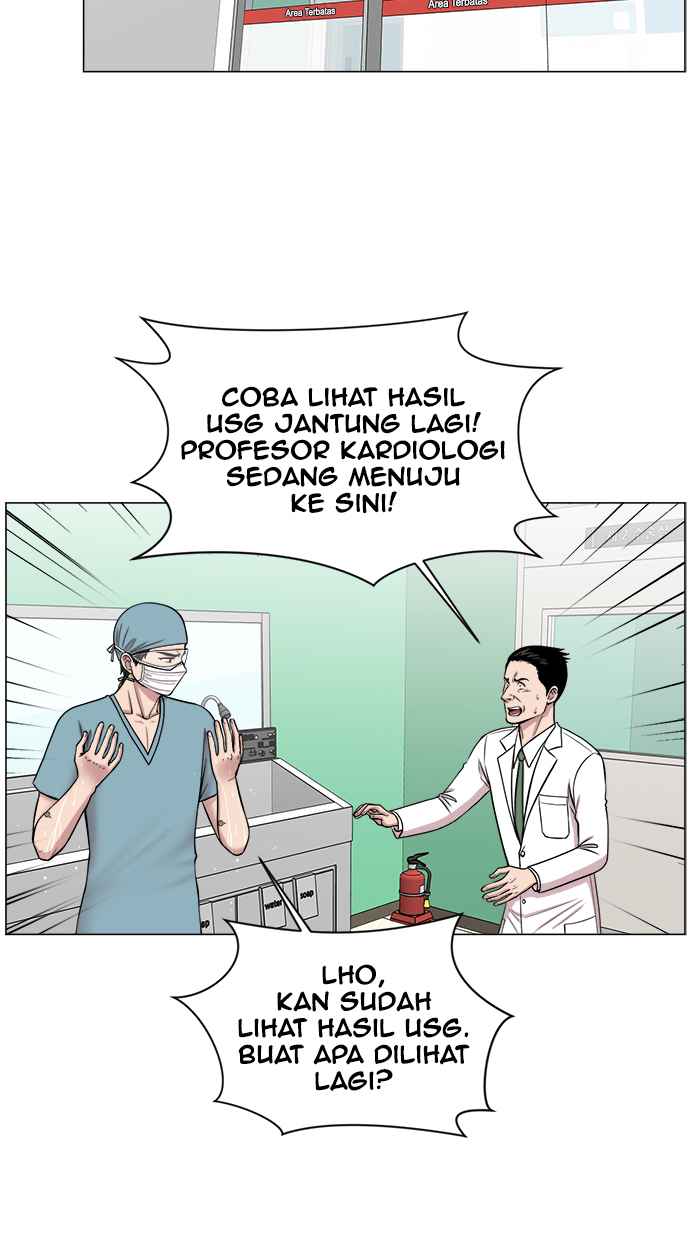 Area Terbatas
Area Terbatas
COBA LIHAT HASIL
USG JANTUNG LAGI!
PROFESOR KARDIOLOGI
SEDANG MENUJU
KE SINI!
water
soap
LHO,
KAN SUDAH
LIHAT HASIL USG.
BUAT APA DILIHAT
LAGI?